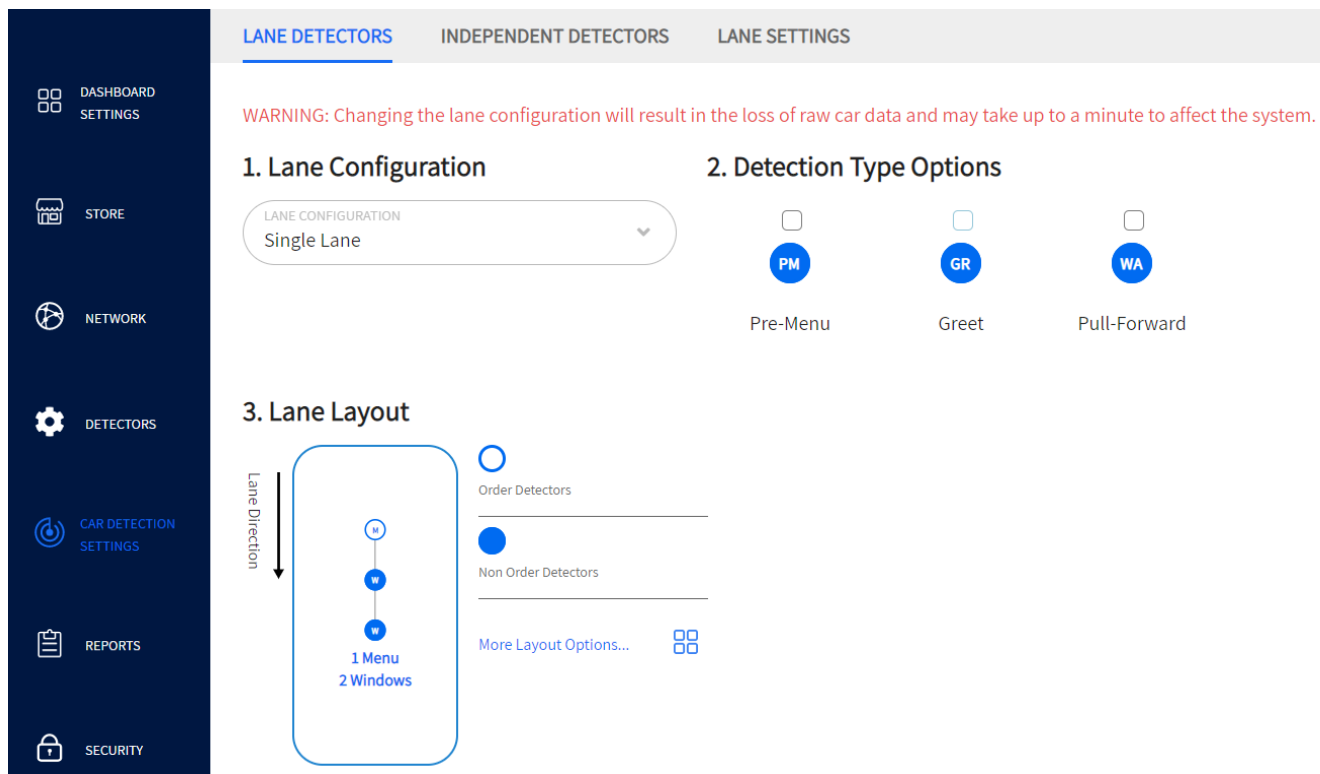 LANE DETECTORS INDEPENDENT DETECTORS LANE SETTINGS
DASHBOARD
SETTINGS
STORE
NETWORK
DETECTORS
CAR DETECTION
SETTINGS
REPORTS
SECURITY
WARNING: Changing the lane configuration will result in the loss of raw car data and may take up to a minute to affect the system.
1. Lane Configuration
LANE CONFIGURATION
Single Lane
2. Detection Type Options
PM GR WA
Pre-Menu Greet Pull-Forward
3. Lane Layout
Lane Direction
M
W
W
1 Menu
2 Windows
Order Detectors
Non Order Detectors
More Layout Options...